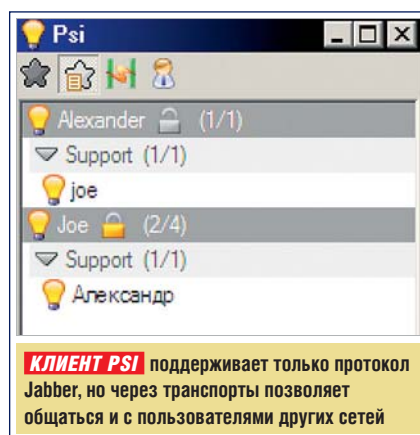 Psi
Alexander (1/1)
Support (1/1)
joe
Joe (2/4)
Support (1/1)
Александр
КЛИЕНТ PSI поддерживает только протокол
Jabber, но через транспорты позволяет
общаться и с пользователями других сетей